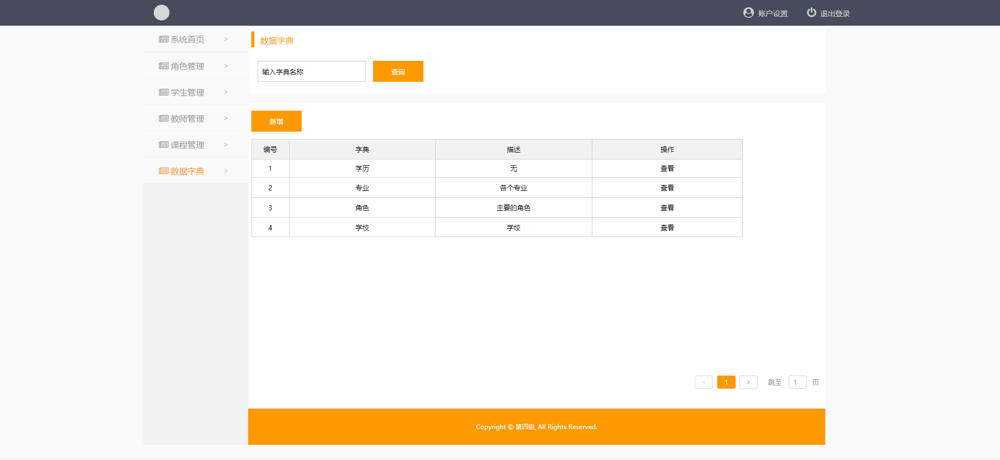 账户设置 退出登录
系统首页 >
角色管理 >
学生管理 >
教师管理 >
课程管理 >
数据字典 >
数据字典
输入字典名称 查询
新增
编号 字典 描述 操作
1 学历 无 查看
2 专业 各个专业 查看
3 角色 主要的角色 查看
4 学校 学校 查看
< 1 > 跳至 1 页
Copyright © 第四组, All Rights Reserved.